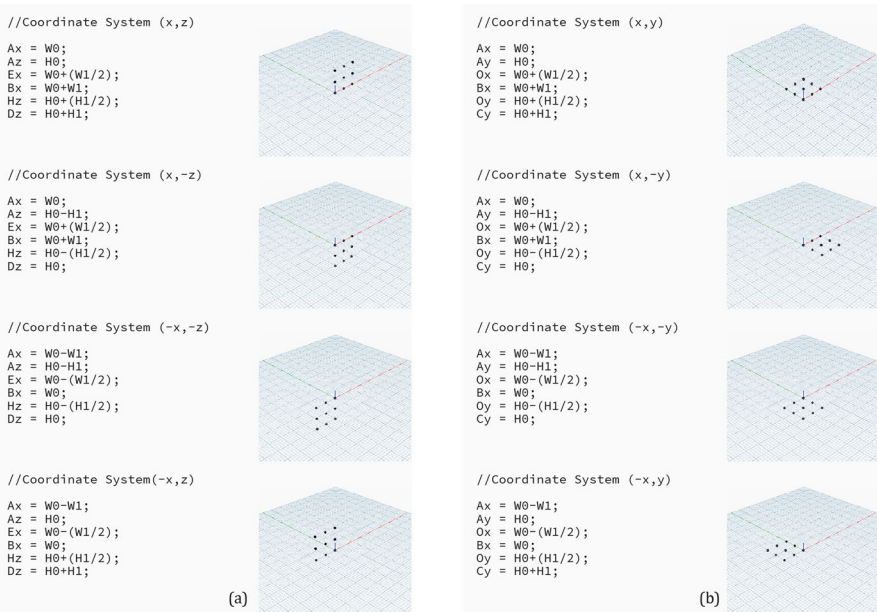 //Coordinate System (x,z)
Ax = W0;
Az = H0;
Ex = W0+(W1/2);
Bx = W0+W1;
Hz = H0+(H1/2);
Dz = H0+H1;
//Coordinate System (x,-z)
Ax = W0;
Az = H0-H1;
Ex = W0+(W1/2);
Bx = W0+W1;
Hz = H0-(H1/2);
Dz = H0;
//Coordinate System (-x,-z)
Ax = W0-W1;
Az = H0-H1;
Ex = W0-(W1/2);
Bx = W0;
Hz = H0-(H1/2);
Dz = H0;
//Coordinate System(-x,z)
Ax = W0-W1;
Az = H0;
Ex = W0-(W1/2);
Bx = W0;
Hz = H0+(H1/2);
Dz = H0+H1;
(a)
//Coordinate System (x,y)
Ax = W0;
Ay = H0;
Ox = W0+(W1/2);
Bx = W0+W1;
Oy = H0+(H1/2);
Cy = H0+H1;
//Coordinate System (x,-y)
Ax = W0;
Ay = H0-H1;
Ox = W0+(W1/2);
Bx = W0+W1;
Oy = H0-(H1/2);
Cy = H0;
//Coordinate System (-x,-y)
Ax = W0-W1;
Ay = H0-H1;
Ox = W0-(W1/2);
Bx = W0;
Oy = H0-(H1/2);
Cy = H0;
//Coordinate System (-x,y)
Ax = W0-W1;
Ay = H0;
Ox = W0-(W1/2);
Bx = W0;
Oy = H0+(H1/2);
Cy = H0+H1;
(b)